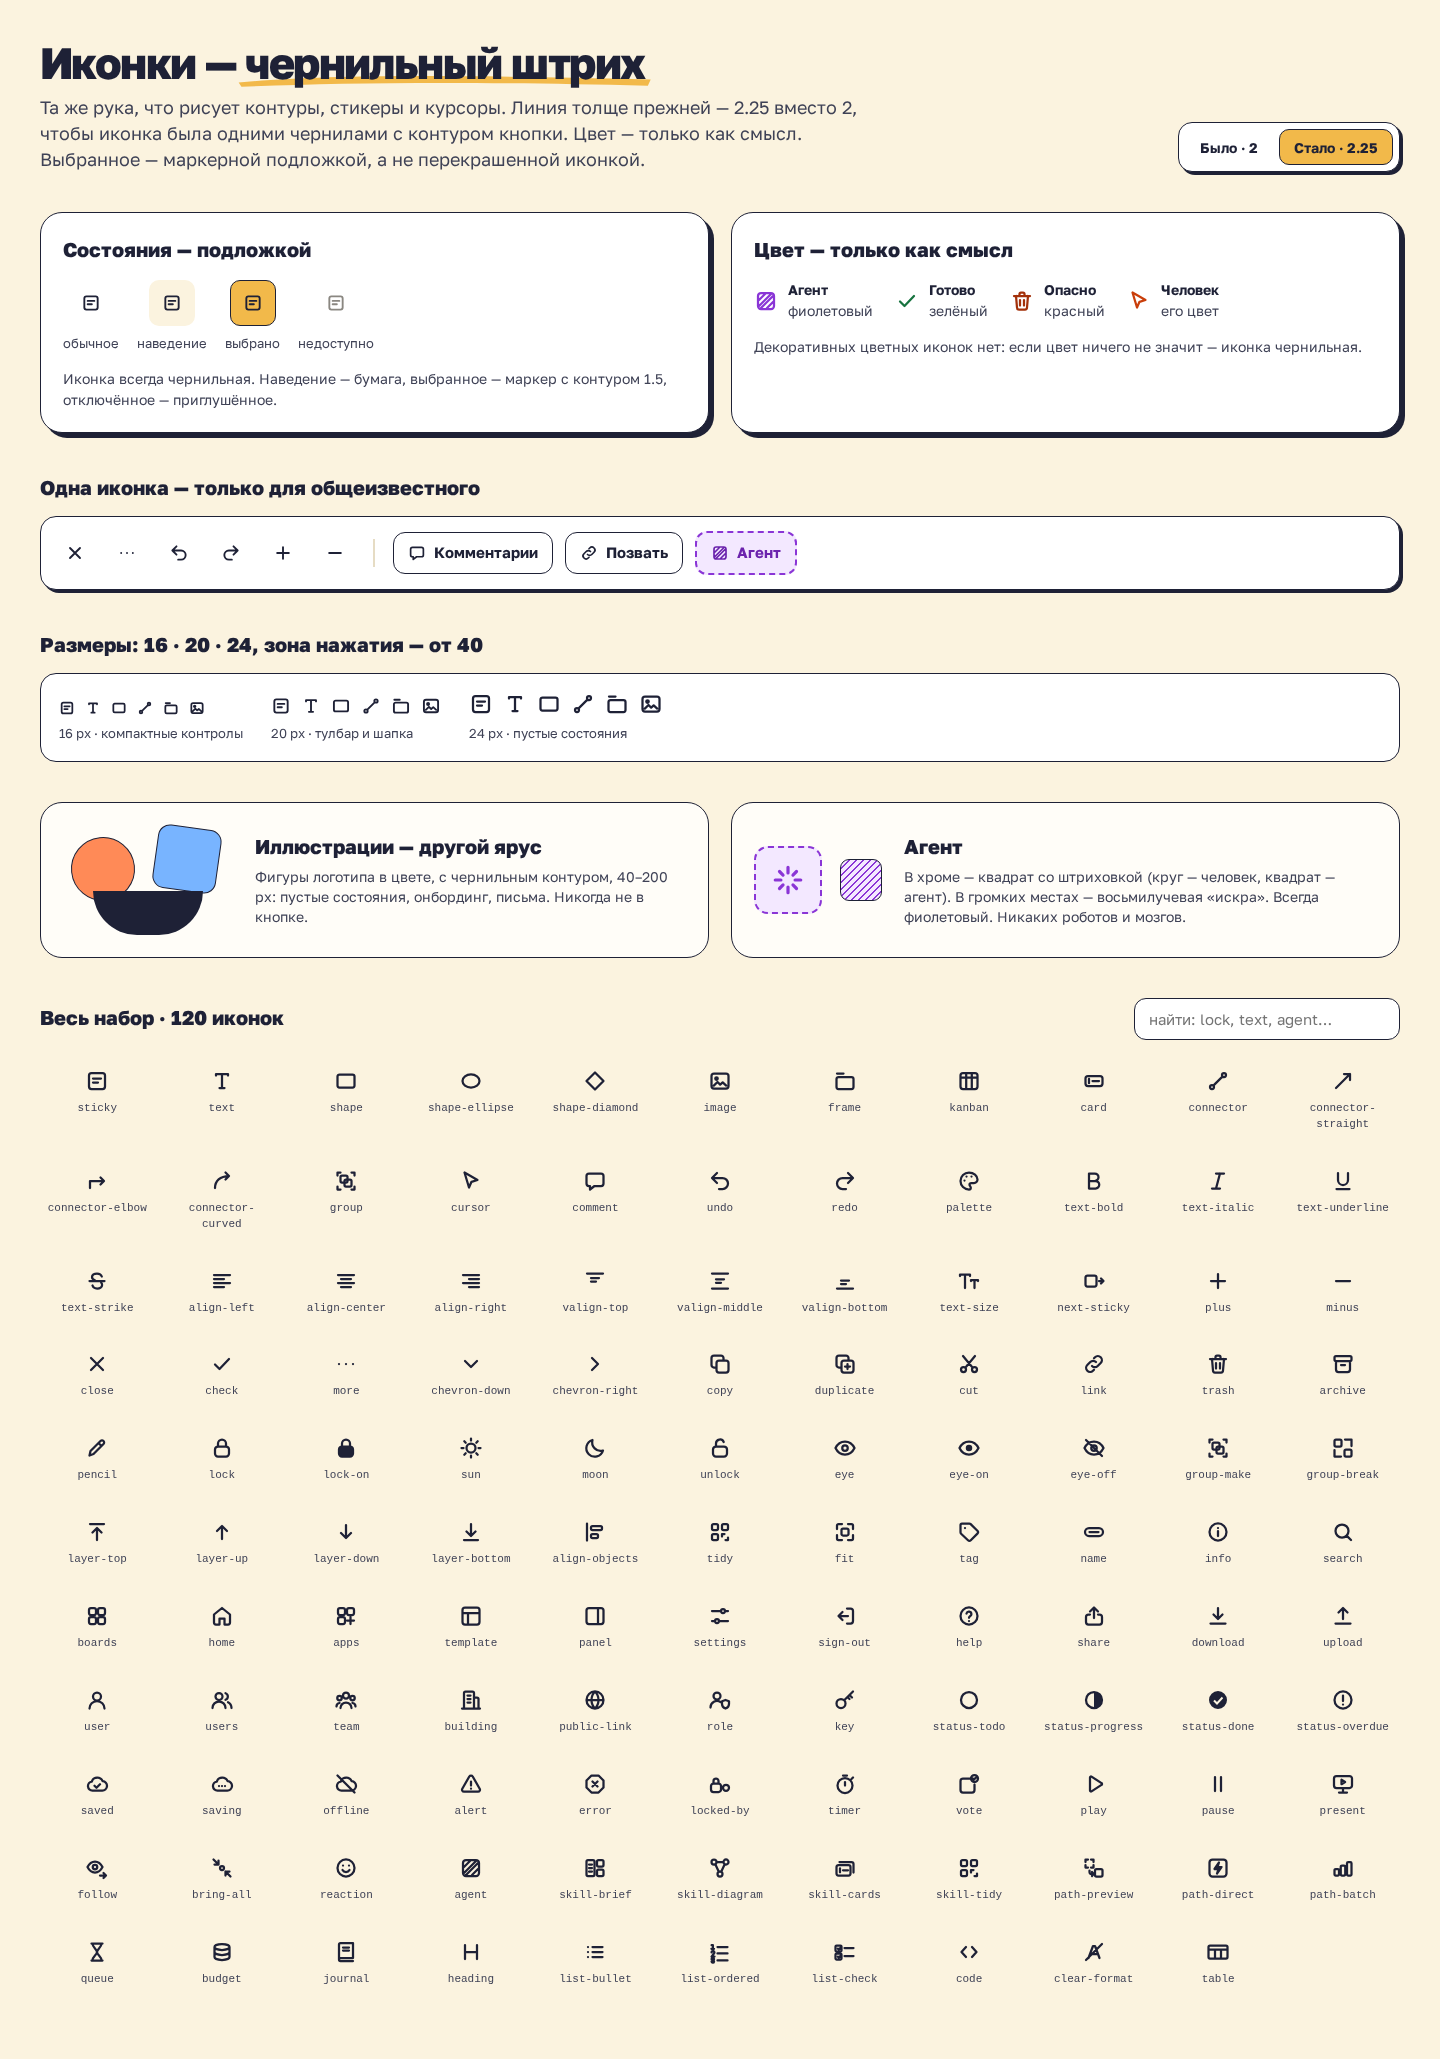 Иконки — чернильный штрих
Та же рука, что рисует контуры, стикеры и курсоры. Линия толще прежней — 2.25 вместо 2,
чтобы иконка была одними чернилами с контуром кнопки. Цвет — только как смысл.
Выбранное — маркерной подложкой, а не перекрашенной иконкой.
Было · 2 Стало · 2.25
Состояния — подложкой
обычное наведение выбрано недоступно
Иконка всегда чернильная. Наведение — бумага, выбранное — маркер с контуром 1.5,
отключённое — приглушённое.
Цвет — только как смысл
Агент
фиолетовый
Готово
зелёный
Опасно
красный
Человек
его цвет
Декоративных цветных иконок нет: если цвет ничего не значит — иконка чернильная.
Одна иконка — только для общеизвестного
Комментарии Позвать Агент
Размеры: 16 · 20 · 24, зона нажатия — от 40
16 px · компактные контролы 20 px · тулбар и шапка 24 px · пустые состояния
Иллюстрации — другой ярус
Фигуры логотипа в цвете, с чернильным контуром, 40–200
px: пустые состояния, онбординг, письма. Никогда не в
кнопке.
Агент
В хроме — квадрат со штриховкой (круг — человек, квадрат —
агент). В громких местах — восьмилучевая «искра». Всегда
фиолетовый. Никаких роботов и мозгов.
Весь набор · 120 иконок
найти: lock, text, agent…
sticky text shape shape-ellipse shape-diamond image frame kanban card connector connector-
straight
connector-elbow connector- group cursor comment undo redo palette text-bold text-italic text-underline
curved
text-strike align-left align-center align-right valign-top valign-middle valign-bottom text-size next-sticky plus minus
close check more chevron-down chevron-right copy duplicate cut link trash archive
pencil lock lock-on sun moon unlock eye eye-on eye-off group-make group-break
layer-top layer-up layer-down layer-bottom align-objects tidy fit tag name info search
boards home apps template panel settings sign-out help share download upload
user users team building public-link role key status-todo status-progress status-done status-overdue
saved saving offline alert error locked-by timer vote play pause present
follow bring-all reaction agent skill-brief skill-diagram skill-cards skill-tidy path-preview path-direct path-batch
queue budget journal heading list-bullet list-ordered list-check code clear-format table